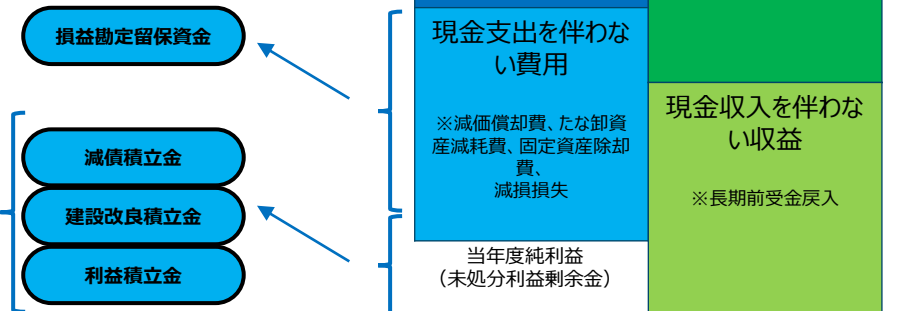 損益勘定留保資金
減債積立金
建設改良積立金
利益積立金
現金支出を伴わな
い費用
※減価償却費、たな卸資
産減耗費、固定資産除却
費、
減損損失
当年度純利益
（未処分利益剰余金）
現金収入を伴わな
い収益
※長期前受金戻入